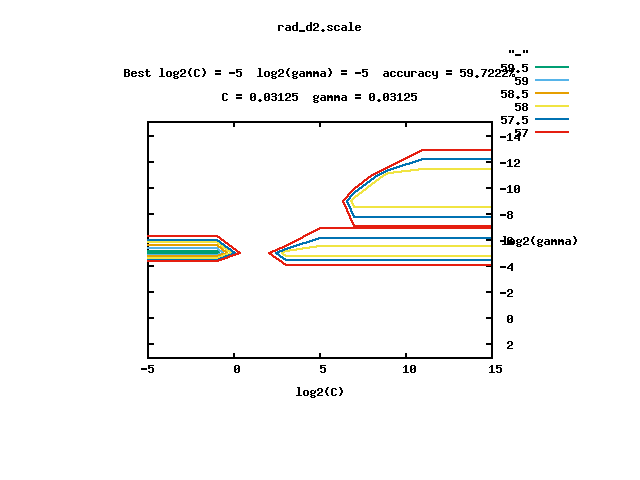 rad_d2.scale
"-"
Best log2(C) = -5  log2(gamma) = -5  accuracy = 59.7222%
C = 0.03125  gamma = 0.03125
59.5
59
58.5
58
57.5
57
-14
-12
-10
-8
-6
log2(gamma)
-4
-2
0
2
-5 0 5 10 15
log2(C)